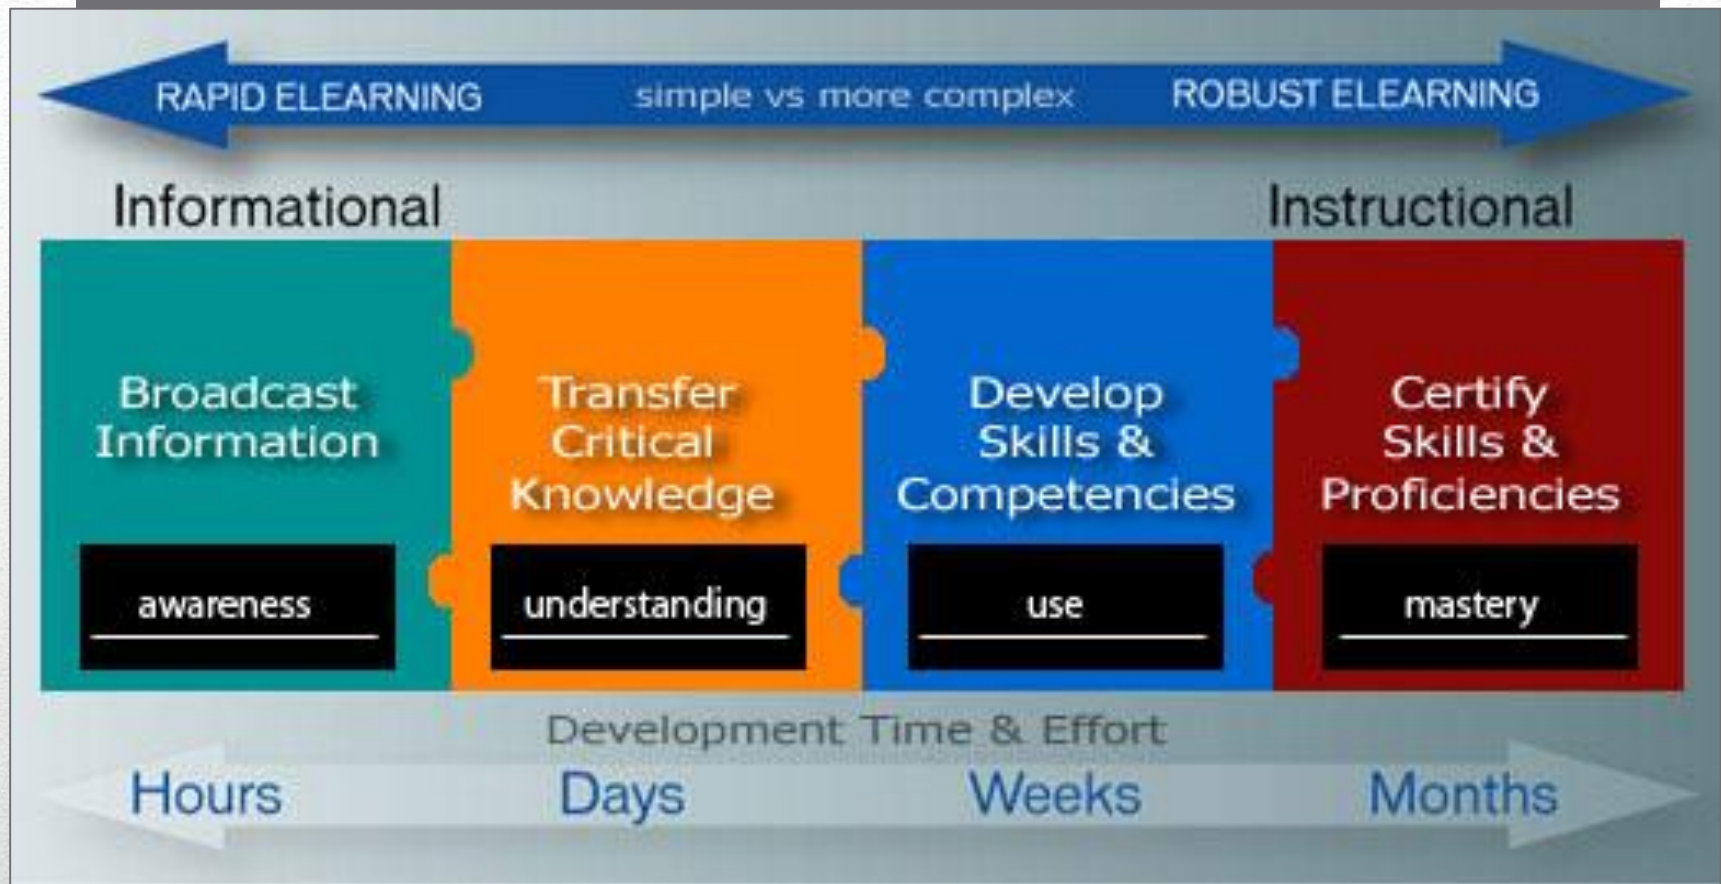 RAPID ELEARNING simple vs more complex ROBUST ELEARNING
Informational
Instructional
Broadcast
Information
awareness
Transfer
Critical
Knowledge
understanding
Develop
Skills &
Competencies
use
Certify
Skills &
Proficiencies
mastery
Development Time & Effort
Hours Days Weeks Months